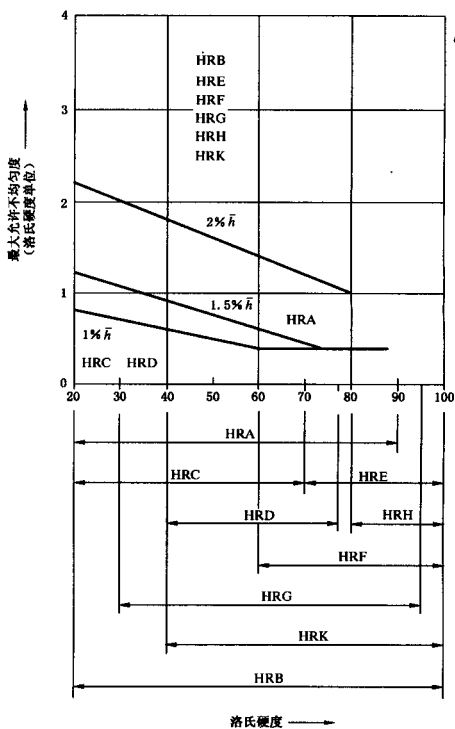 4
HRB
HRE
HRF
HRG
HRH
HRK
3
最大允许不均匀度
(洛氏硬度单位)
2
2% h̄
1
1.5% h̄
HRA
1% h̄
HRC HRD
0
20 30 40 50 60 70 80 90 100
HRA
HRC HRE
HRD HRH
HRF
HRG
HRK
HRB
洛氏硬度